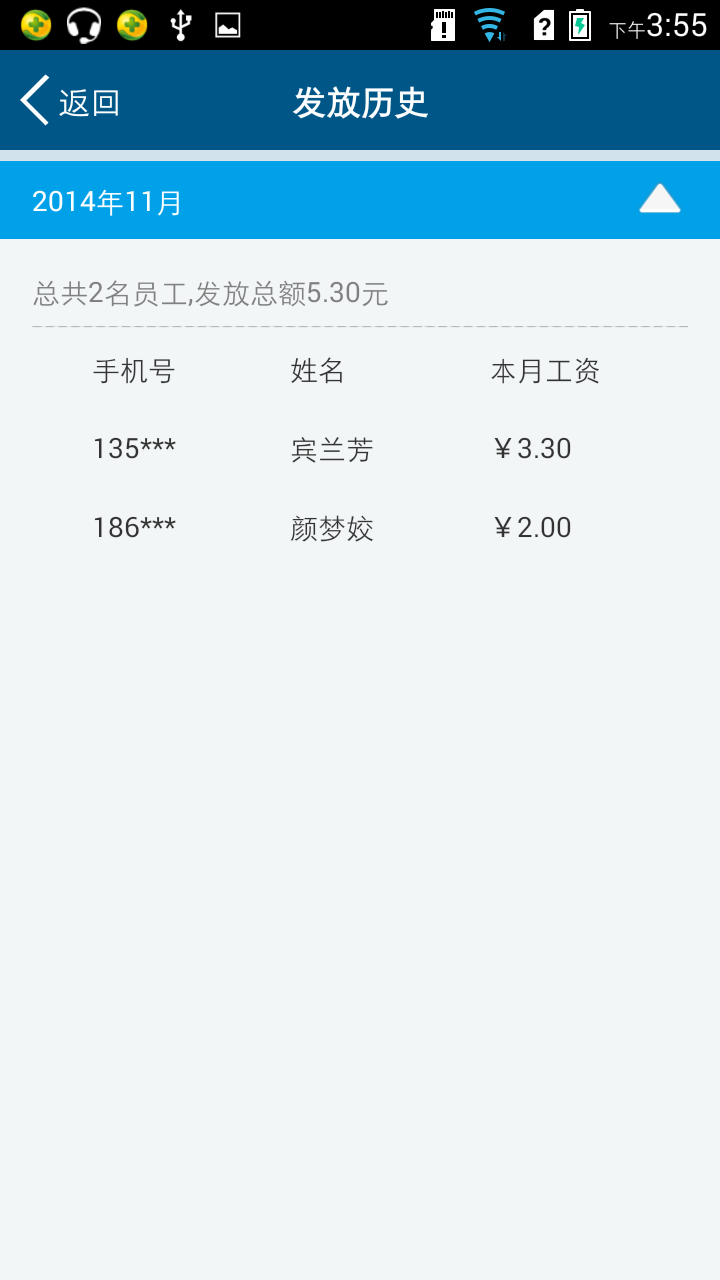 下午3:55
返回 发放历史
2014年11月
总共2名员工,发放总额5.30元
手机号 姓名 本月工资
135*** 宾兰芳 ￥3.30
186*** 颜梦姣 ￥2.00